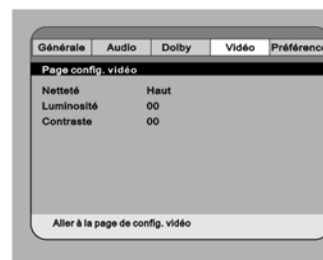 Générale Audio Dolby Vidéo Préférenc
Page config. vidéo
Netteté Haut
Luminosité 00
Contraste 00
Aller à la page de config. vidéo